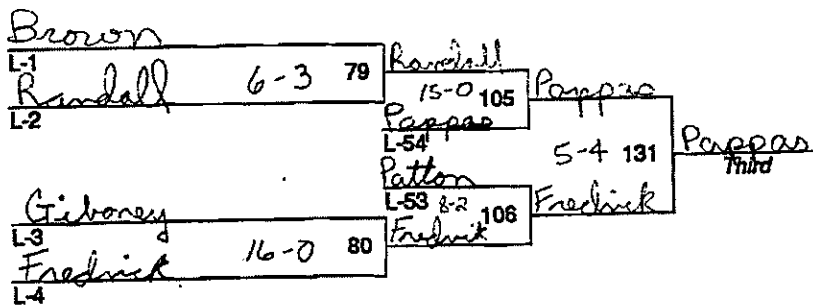 Brown
L-1
Randall
6-3 79
Randall
L-2
15-0 105
Pappas
Pappas
L-54
5-4 131
Pappas
Third
Patton
L-53 8-2 106
Fredrick
Giboney
L-3
16-0 80
Fredrick
Fredrick
L-4